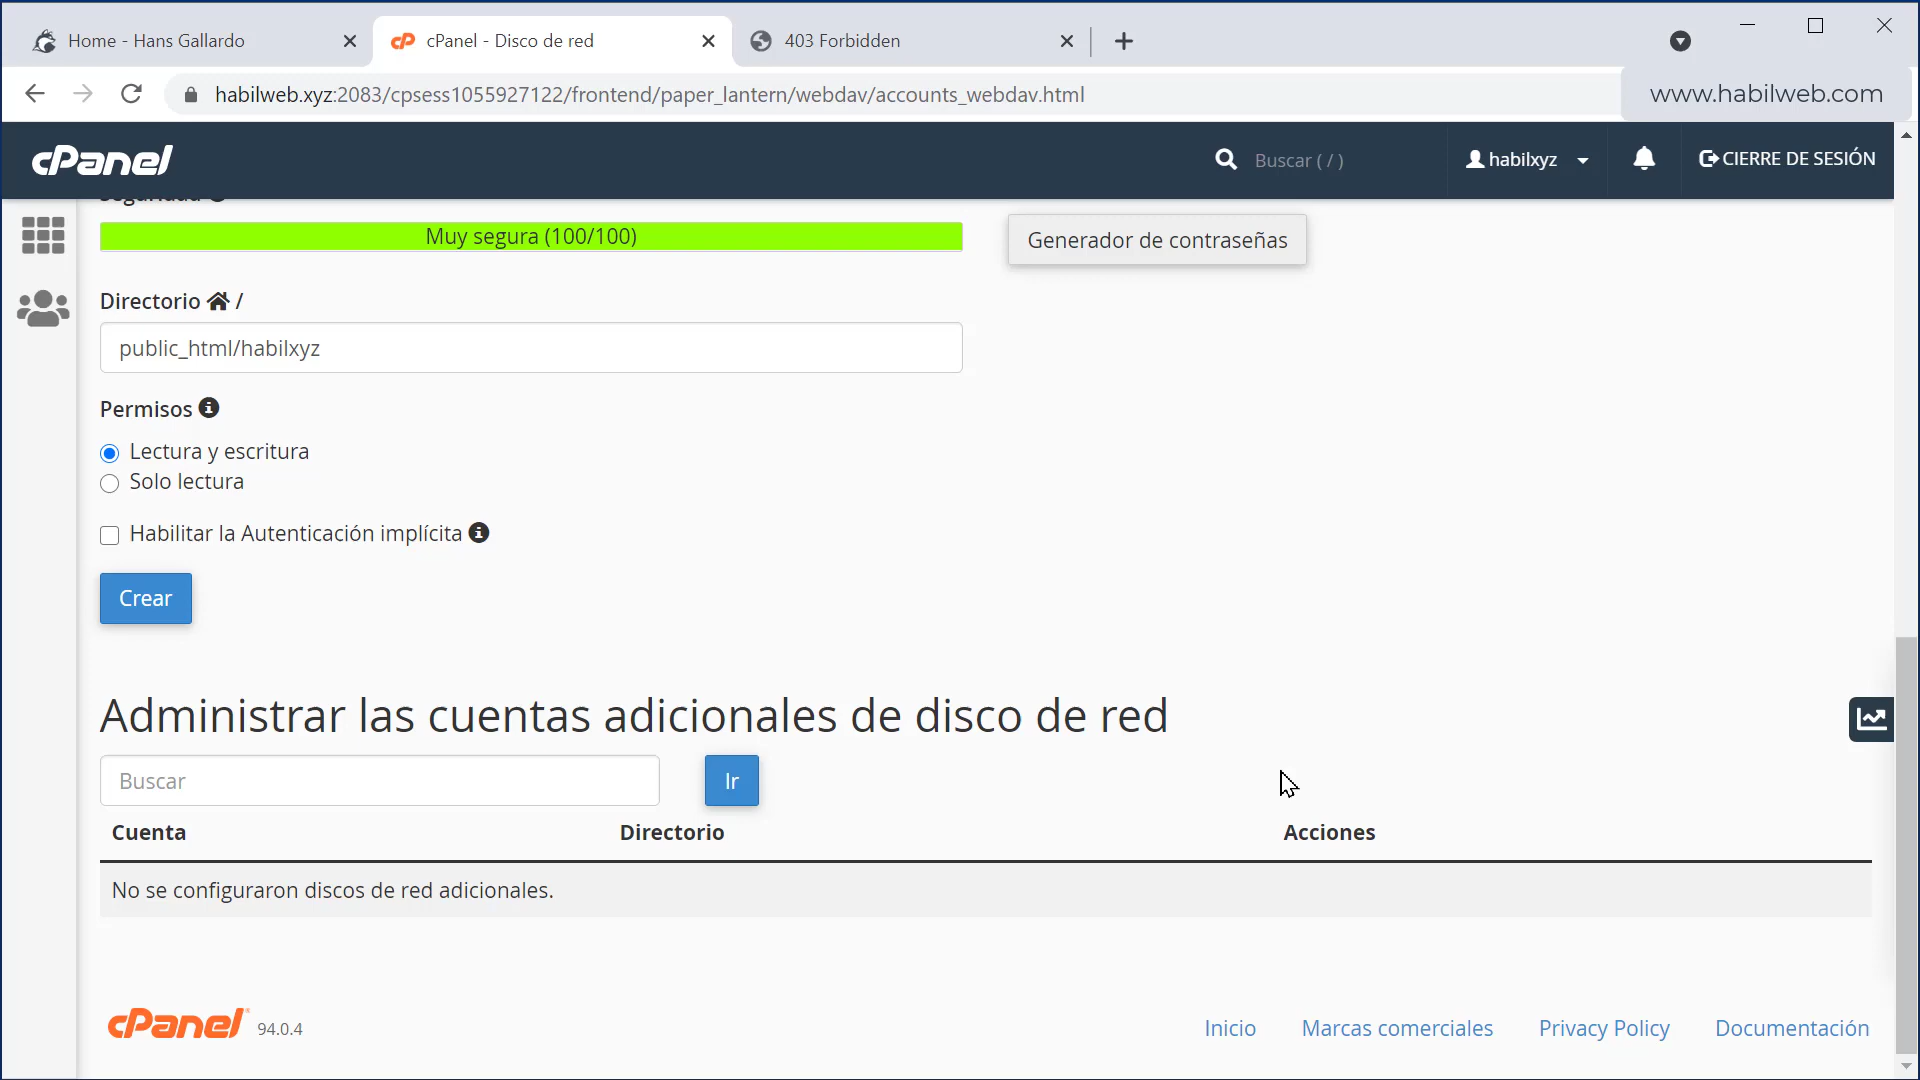 Home - Hans Gallardo
cPanel - Disco de red
403 Forbidden
habilweb.xyz:2083/cpsess1055927122/frontend/paper_lantern/webdav/accounts_webdav.html
www.habilweb.com
cPanel
Buscar ( / )
habilxyz
CIERRE DE SESIÓN
Seguridad
Muy segura (100/100)
Generador de contraseñas
Directorio /
public_html/habilxyz
Permisos
Lectura y escritura
Solo lectura
Habilitar la Autenticación implícita
Crear
Administrar las cuentas adicionales de disco de red
Buscar
Ir
Cuenta Directorio Acciones
No se configuraron discos de red adicionales.
cPanel 94.0.4
Inicio Marcas comerciales Privacy Policy Documentación